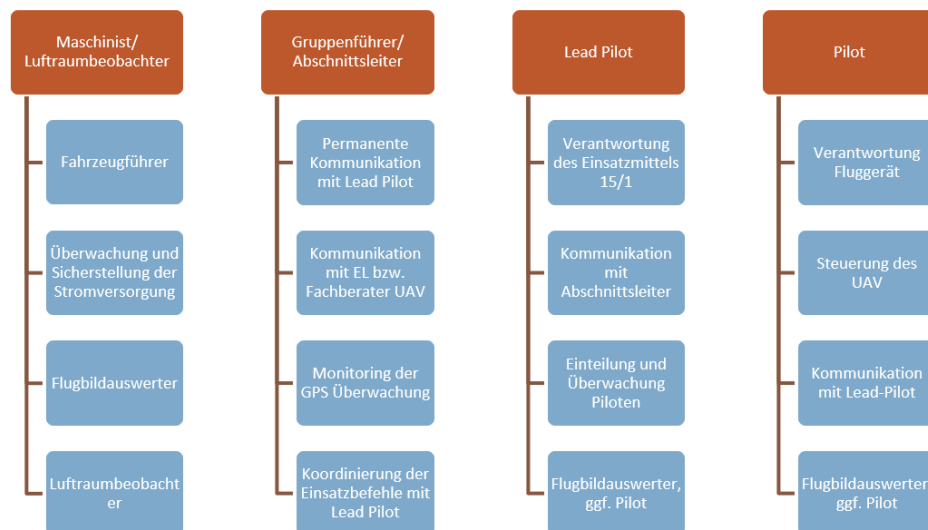 Maschinist/
Luftraumbeobachter
Fahrzeugführer
Überwachung und
Sicherstellung der
Stromversorgung
Flugbildauswerter
Luftraumbeobacht
er
Gruppenführer/
Abschnittsleiter
Permanente
Kommunikation
mit Lead Pilot
Kommunikation
mit EL bzw.
Fachberater UAV
Monitoring der
GPS Überwachung
Koordinierung der
Einsatzbefehle mit
Lead Pilot
Lead Pilot
Verantwortung
des Einsatzmittels
15/1
Kommunikation
mit
Abschnittsleiter
Einteilung und
Überwachung
Piloten
Flugbildauswerter,
ggf. Pilot
Pilot
Verantwortung
Fluggerät
Steuerung des
UAV
Kommunikation
mit Lead-Pilot
Flugbildauswerter,
ggf. Pilot